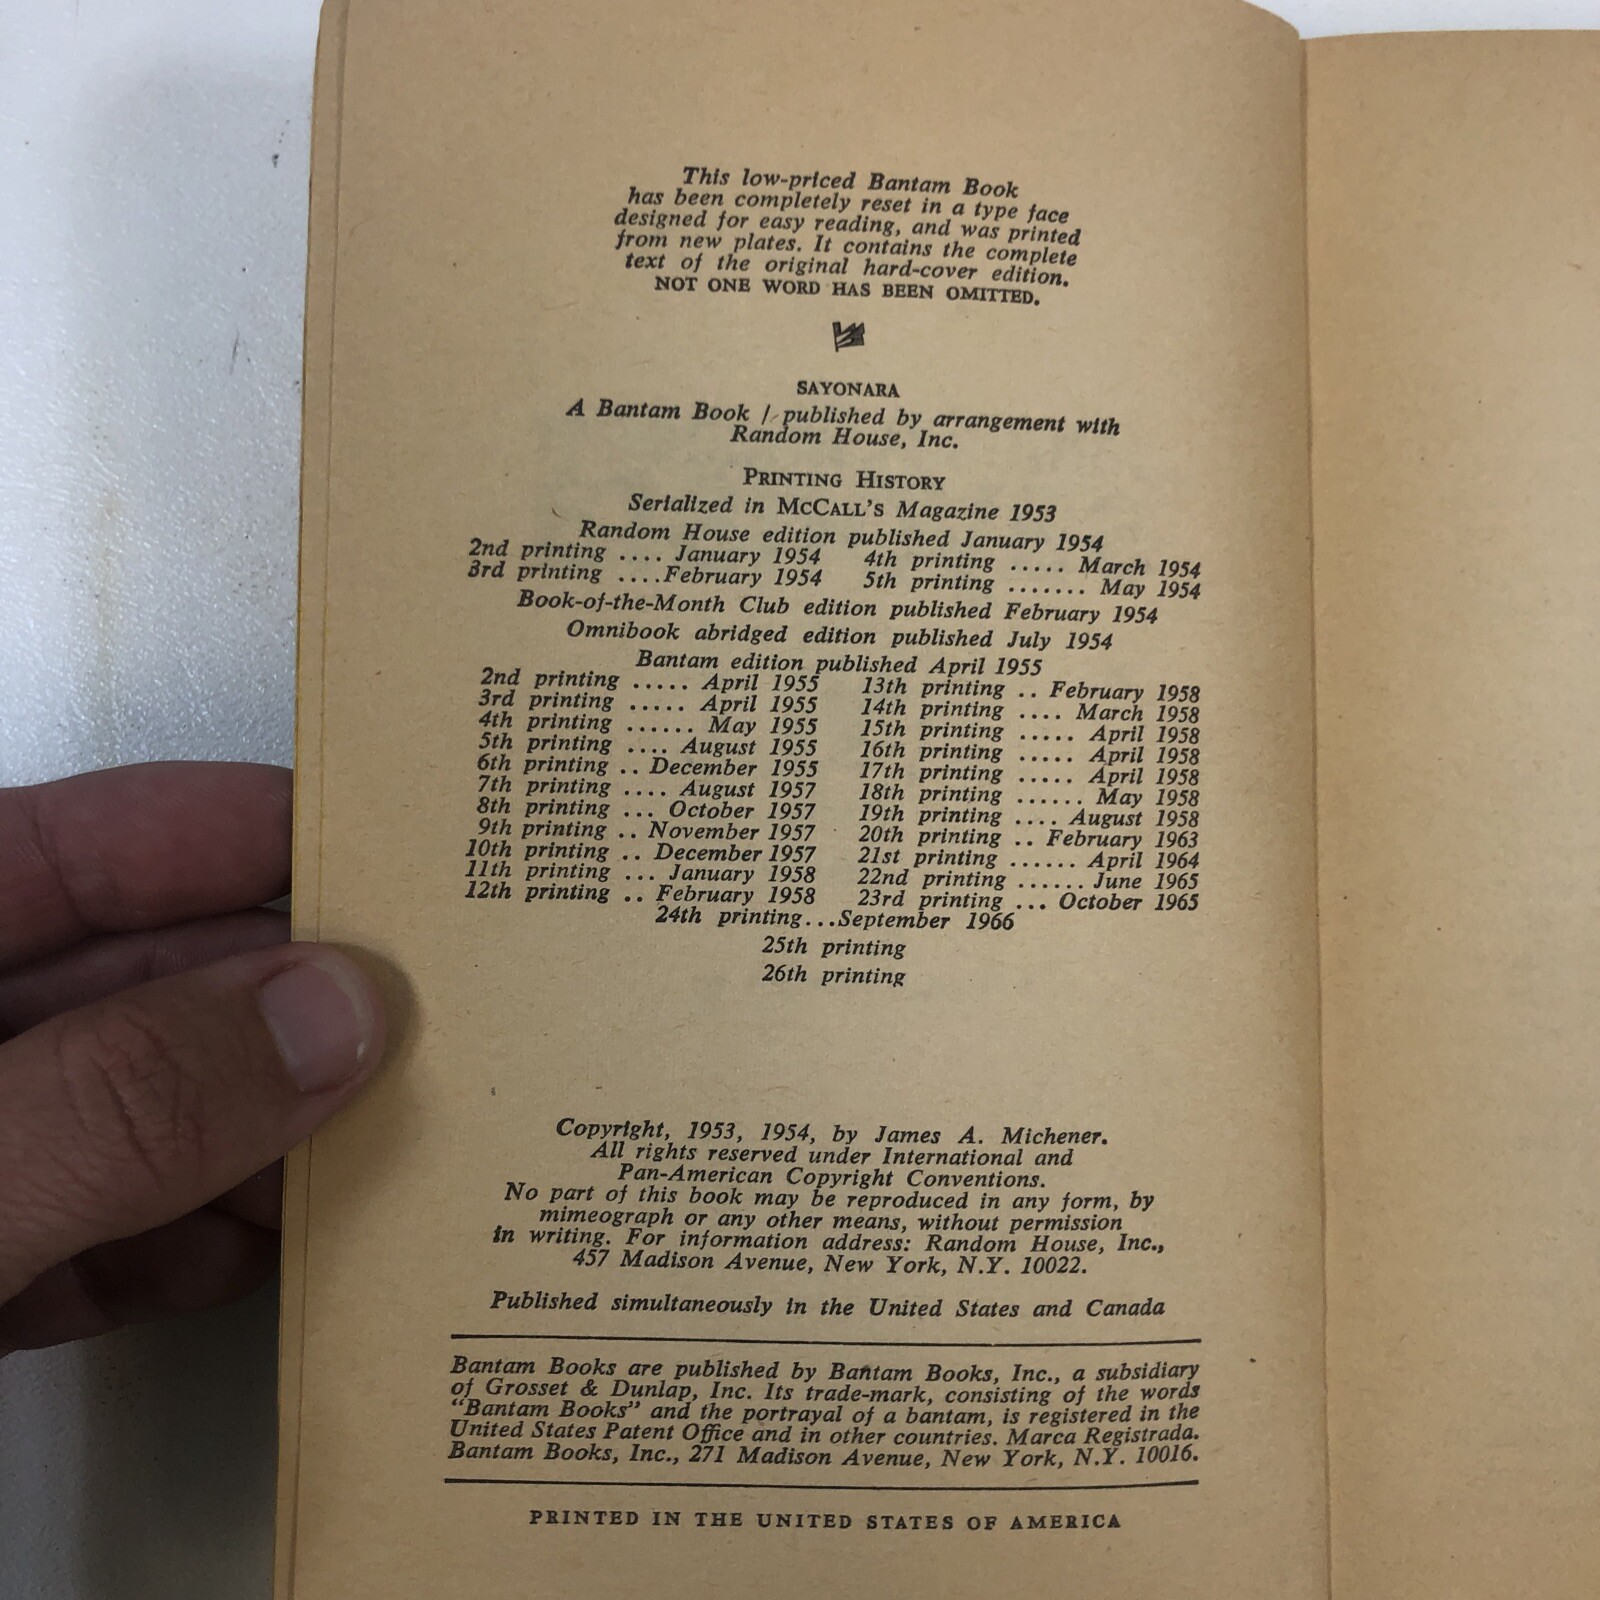 This low-priced Bantam Book
has been completely reset in a type face
designed for easy reading, and was printed
from new plates. It contains the complete
text of the original hard-cover edition.
NOT ONE WORD HAS BEEN OMITTED.
SAYONARA
A Bantam Book / published by arrangement with
Random House, Inc.
PRINTING HISTORY
Serialized in MCCALL'S Magazine 1953
Random House edition published January 1954
2nd printing .... January 1954 4th printing ..... March 1954
3rd printing ....February 1954 5th printing ....... May 1954
Book-of-the-Month Club edition published February 1954
Omnibook abridged edition published July 1954
Bantam edition published April 1955
2nd printing ..... April 1955 13th printing .. February 1958
3rd printing ..... April 1955 14th printing .... March 1958
4th printing ...... May 1955 15th printing ..... April 1958
5th printing .... August 1955 16th printing ..... April 1958
6th printing .. December 1955 17th printing ..... April 1958
7th printing .... August 1957 18th printing ...... May 1958
8th printing ... October 1957 19th printing .... August 1958
9th printing .. November 1957 20th printing .. February 1963
10th printing .. December 1957 21st printing ...... April 1964
11th printing ... January 1958 22nd printing ...... June 1965
12th printing .. February 1958 23rd printing ... October 1965
24th printing...September 1966
25th printing
26th printing
Copyright, 1953, 1954, by James A. Michener.
All rights reserved under International and
Pan-American Copyright Conventions.
No part of this book may be reproduced in any form, by
mimeograph or any other means, without permission
in writing. For information address: Random House, Inc.,
457 Madison Avenue, New York, N.Y. 10022.
Published simultaneously in the United States and Canada
Bantam Books are published by Bantam Books, Inc., a subsidiary
of Grosset & Dunlap, Inc. Its trade-mark, consisting of the words
"Bantam Books" and the portrayal of a bantam, is registered in the
United States Patent Office and in other countries. Marca Registrada.
Bantam Books, Inc., 271 Madison Avenue, New York, N.Y. 10016.
PRINTED IN THE UNITED STATES OF AMERICA